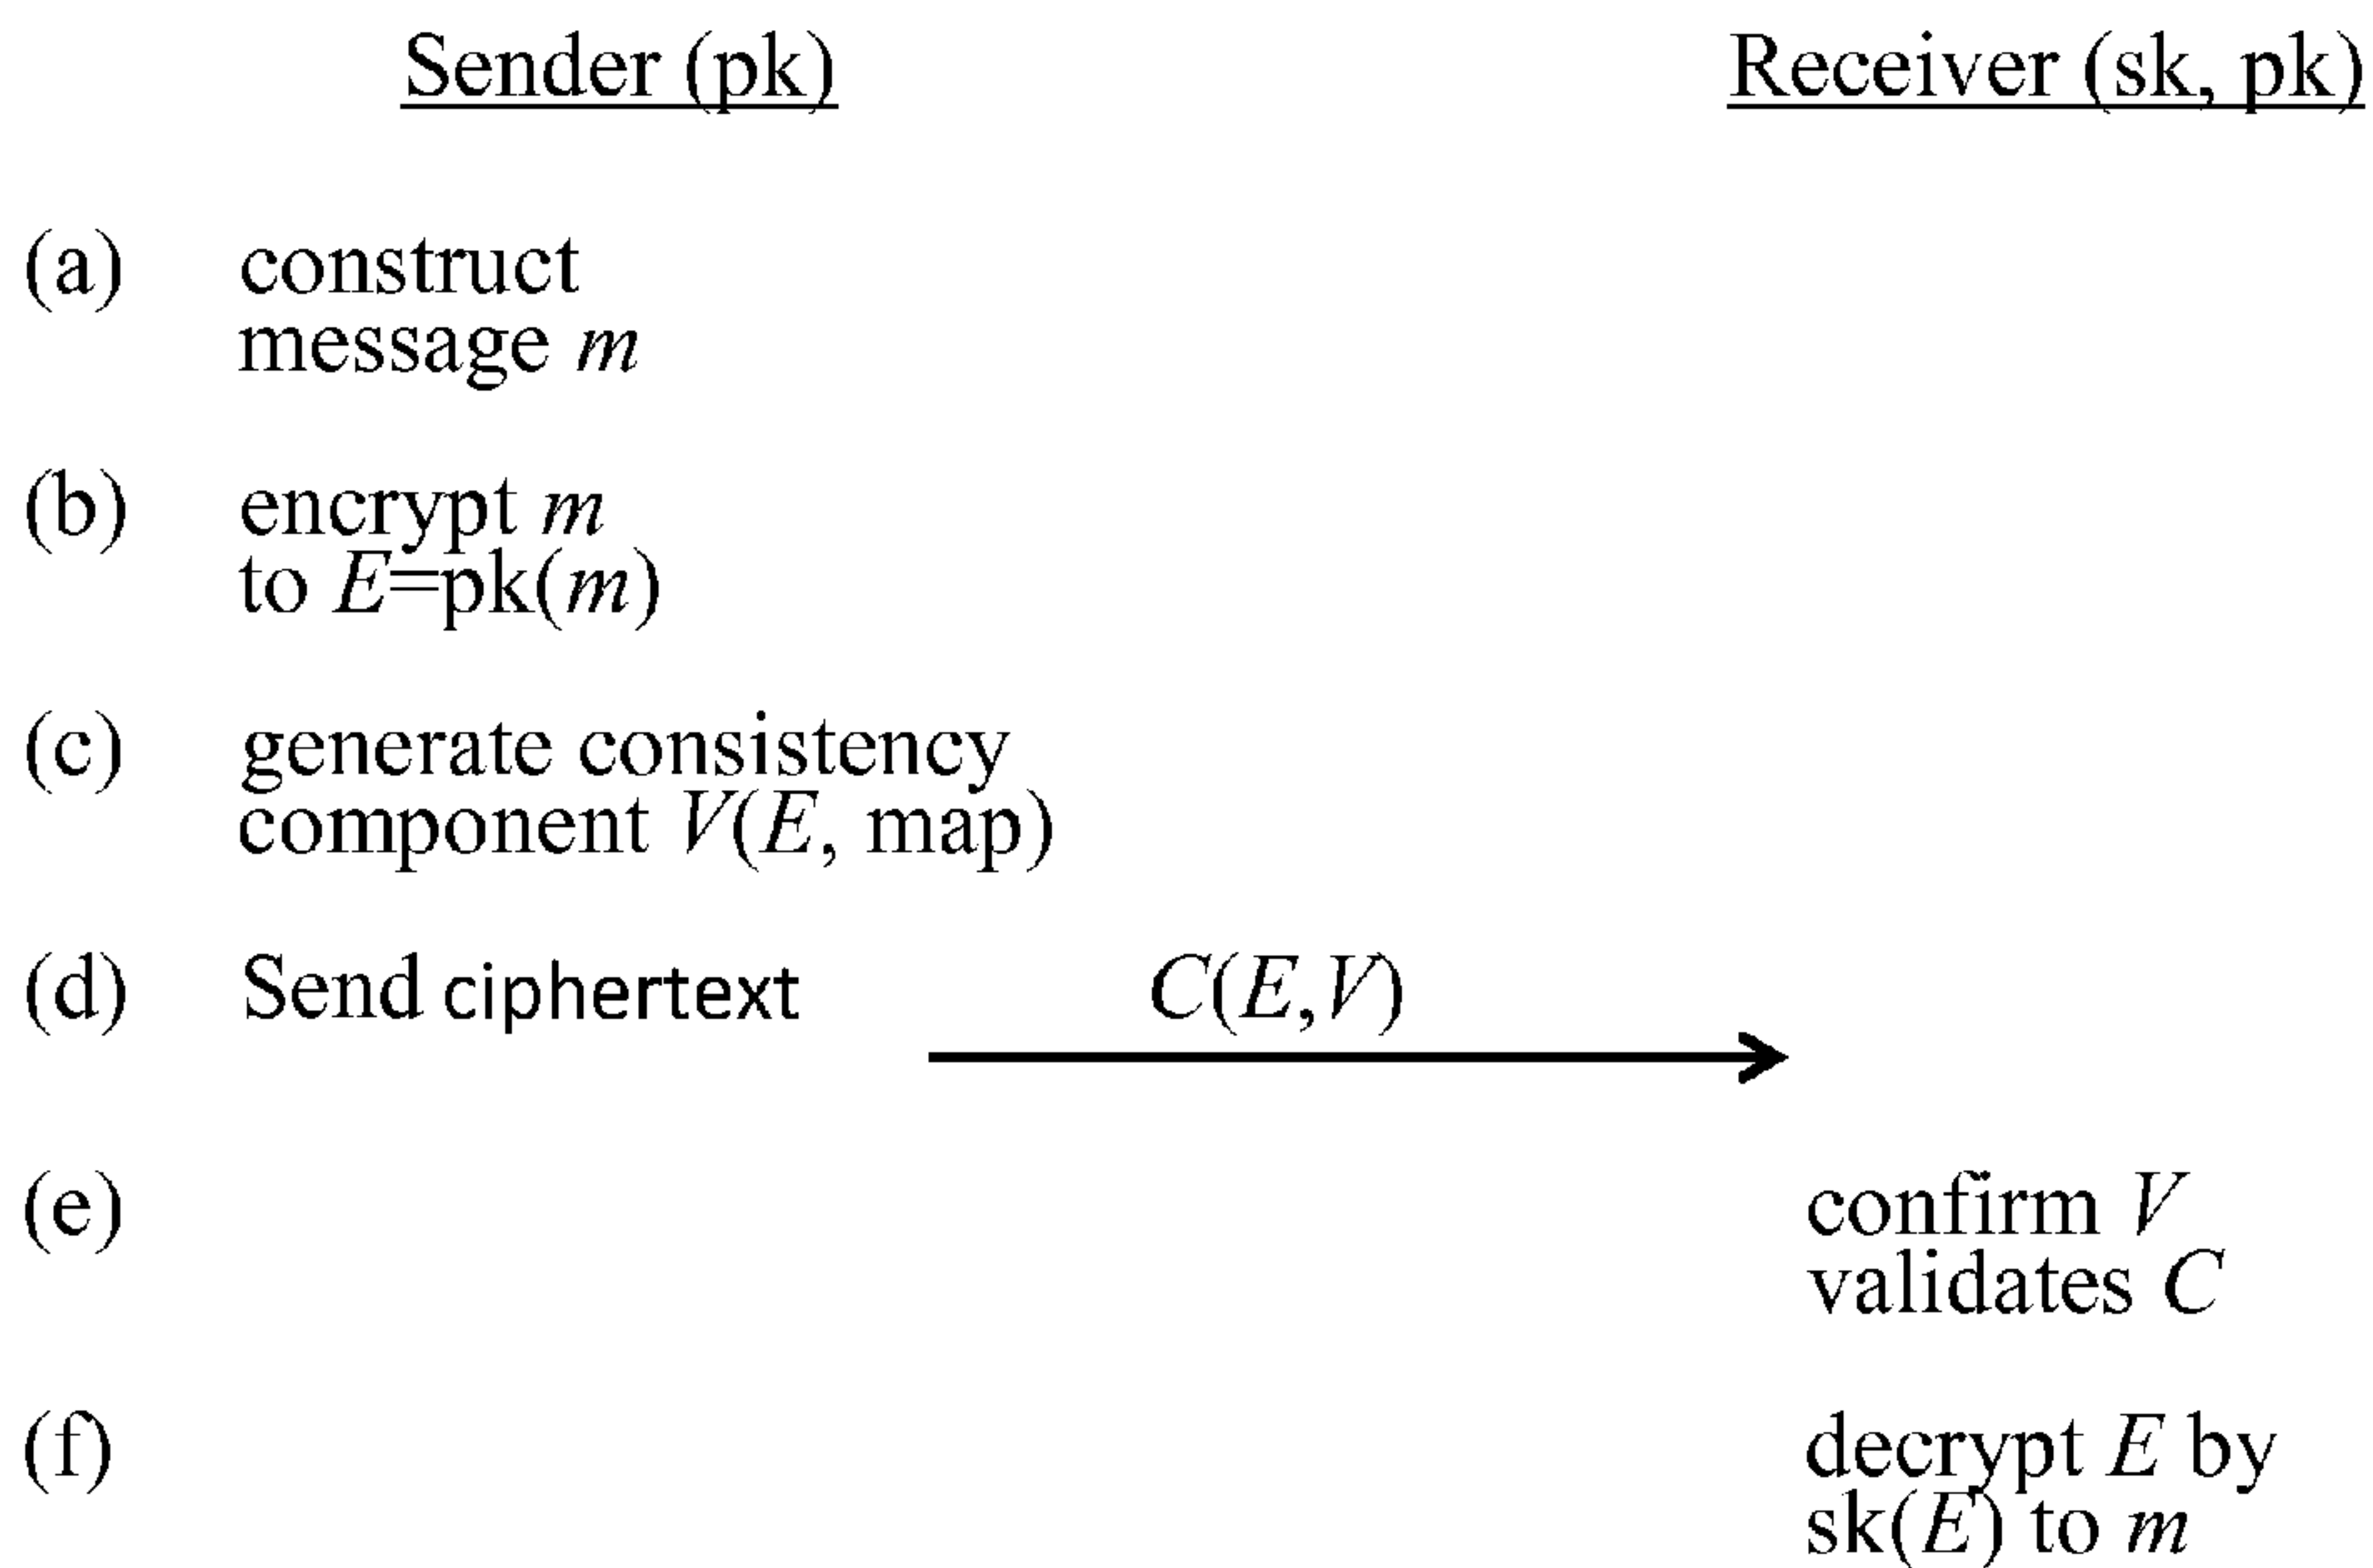 Sender (pk) Receiver (sk, pk)
(a) construct
message m
(b) encrypt m
to E=pk(m)
(c) generate consistency
component V(E, map)
(d) Send ciphertext C(E,V)
(e) confirm V
validates C
(f) decrypt E by
sk(E) to m